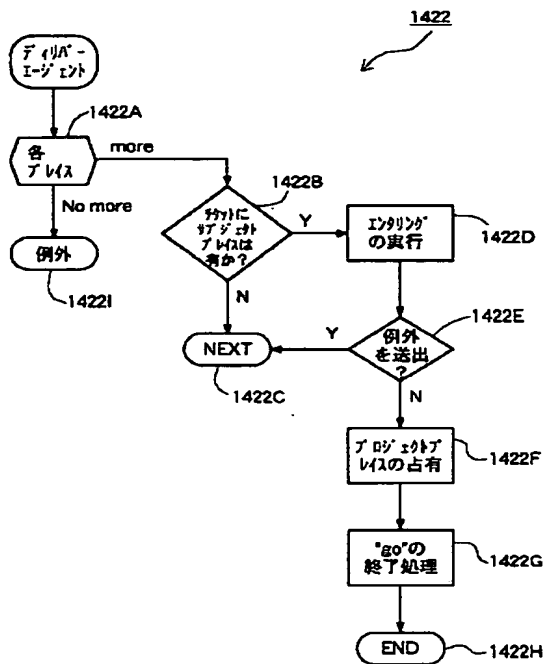 1422
ディリバー
エージェント
1422A
各
プレイス
more
No more
例外
1422I
1422B
チケットに
サブジェクト
プレイスは
有か?
Y
N
NEXT
1422C
エンタリング
の実行
1422D
1422E
例外
を送出
?
Y
N
プロジェクトプ
レイスの占有
1422F
"go"の
終了処理
1422G
END
1422H